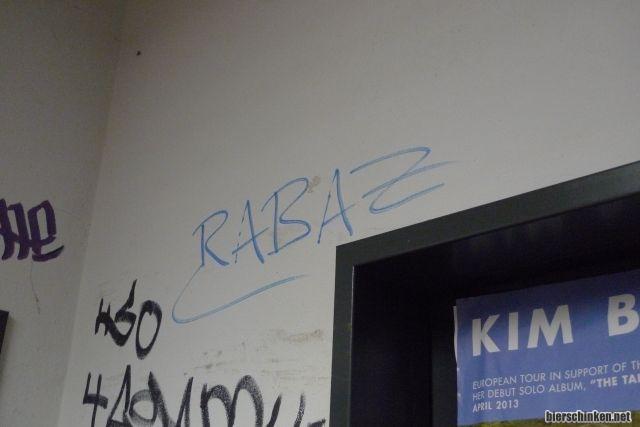 RABAZ
KIM B
EUROPEAN TOUR IN SUPPORT OF TH
HER DEBUT SOLO ALBUM, "THE TA
APRIL 2013
bierschinken.net